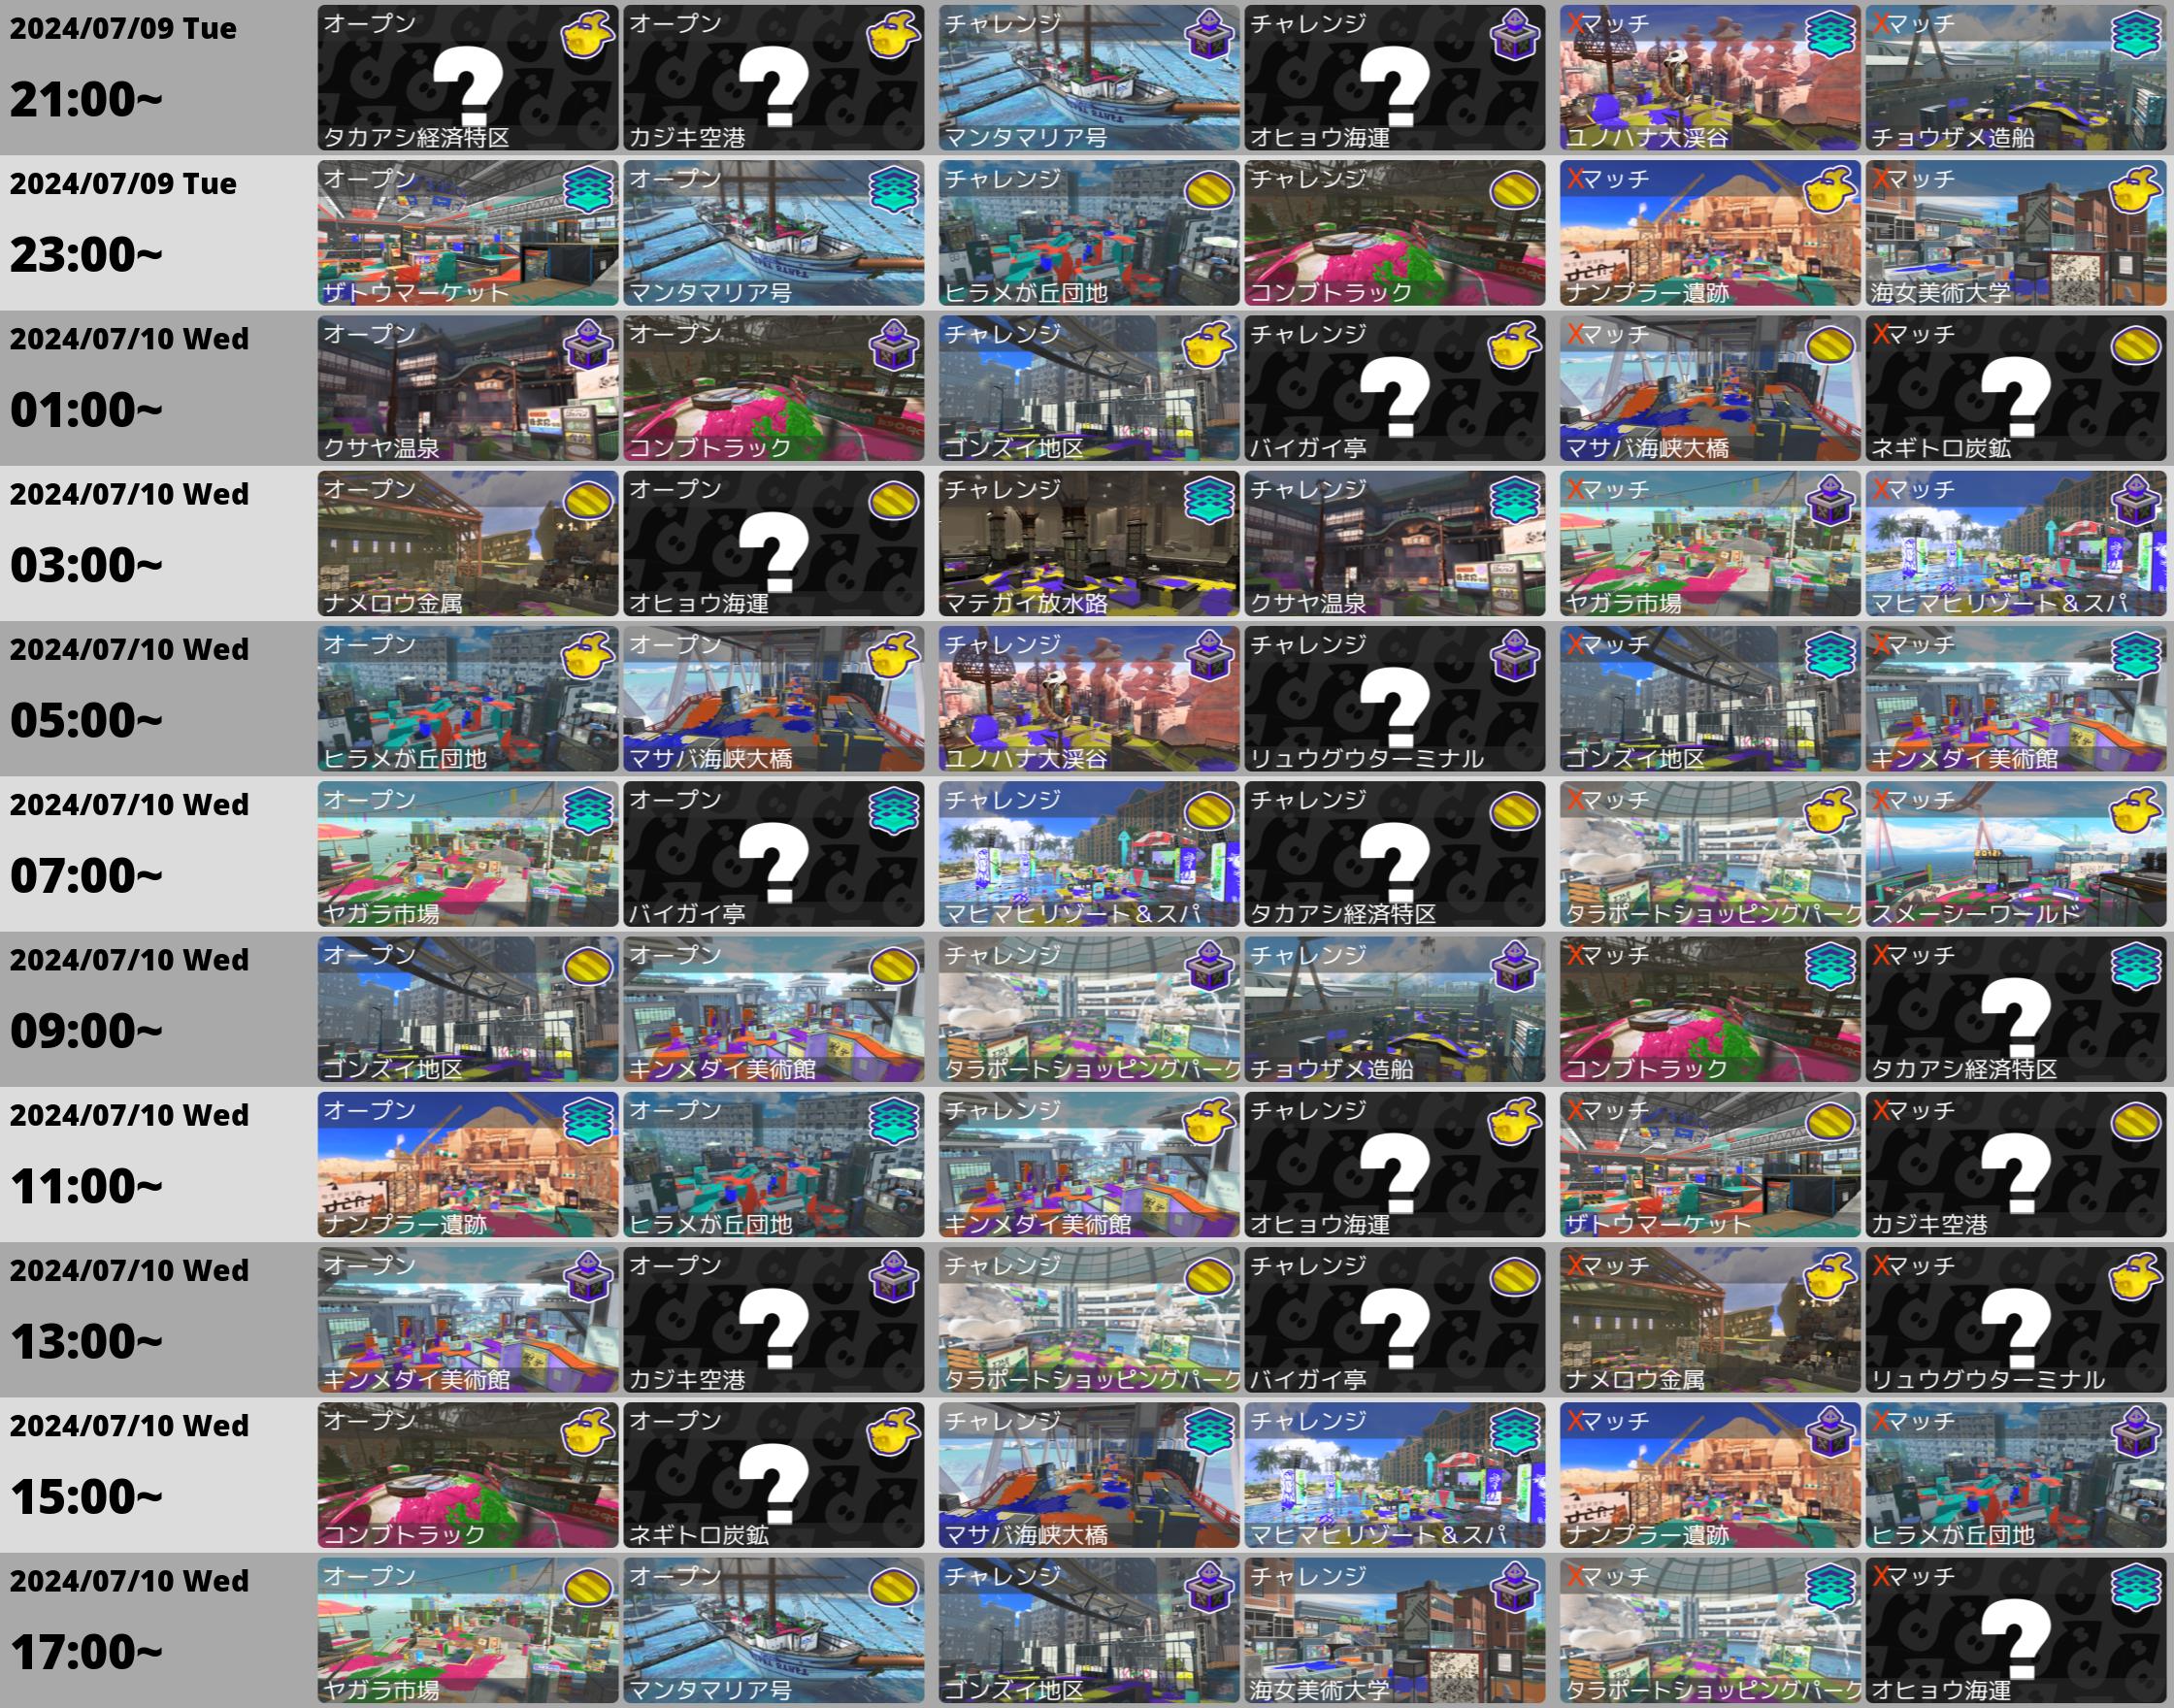 2024/07/09 Tue
21:00~
オープン
タカアシ経済特区
オープン
カジキ空港
チャレンジ
マンタマリア号
チャレンジ
オヒョウ海運
Xマッチ
ユノハナ大渓谷
Xマッチ
チョウザメ造船
2024/07/09 Tue
23:00~
オープン
ザトウマーケット
オープン
マンタマリア号
チャレンジ
ヒラメが丘団地
チャレンジ
コンブトラック
Xマッチ
ナンプラー遺跡
Xマッチ
海女美術大学
2024/07/10 Wed
01:00~
オープン
クサヤ温泉
オープン
コンブトラック
チャレンジ
ゴンズイ地区
チャレンジ
バイガイ亭
Xマッチ
マサバ海峡大橋
Xマッチ
ネギトロ炭鉱
2024/07/10 Wed
03:00~
オープン
ナメロウ金属
オープン
オヒョウ海運
チャレンジ
マテガイ放水路
チャレンジ
クサヤ温泉
Xマッチ
ヤガラ市場
Xマッチ
マヒマヒリゾート&スパ
2024/07/10 Wed
05:00~
オープン
ヒラメが丘団地
オープン
マサバ海峡大橋
チャレンジ
ユノハナ大渓谷
チャレンジ
リュウグウターミナル
Xマッチ
ゴンズイ地区
Xマッチ
キンメダイ美術館
2024/07/10 Wed
07:00~
オープン
ヤガラ市場
オープン
バイガイ亭
チャレンジ
マヒマヒリゾート&スパ
チャレンジ
タカアシ経済特区
Xマッチ
タラポートショッピングパーク
Xマッチ
スメーシーワールド
2024/07/10 Wed
09:00~
オープン
ゴンズイ地区
オープン
キンメダイ美術館
チャレンジ
タラポートショッピングパーク
チャレンジ
チョウザメ造船
Xマッチ
コンブトラック
Xマッチ
タカアシ経済特区
2024/07/10 Wed
11:00~
オープン
ナンプラー遺跡
オープン
ヒラメが丘団地
チャレンジ
キンメダイ美術館
チャレンジ
オヒョウ海運
Xマッチ
ザトウマーケット
Xマッチ
カジキ空港
2024/07/10 Wed
13:00~
オープン
キンメダイ美術館
オープン
カジキ空港
チャレンジ
タラポートショッピングパーク
チャレンジ
バイガイ亭
Xマッチ
ナメロウ金属
Xマッチ
リュウグウターミナル
2024/07/10 Wed
15:00~
オープン
コンブトラック
オープン
ネギトロ炭鉱
チャレンジ
マサバ海峡大橋
チャレンジ
マヒマヒリゾート&スパ
Xマッチ
ナンプラー遺跡
Xマッチ
ヒラメが丘団地
2024/07/10 Wed
17:00~
オープン
ヤガラ市場
オープン
マンタマリア号
チャレンジ
ゴンズイ地区
チャレンジ
海女美術大学
Xマッチ
タラポートショッピングパーク
Xマッチ
オヒョウ海運